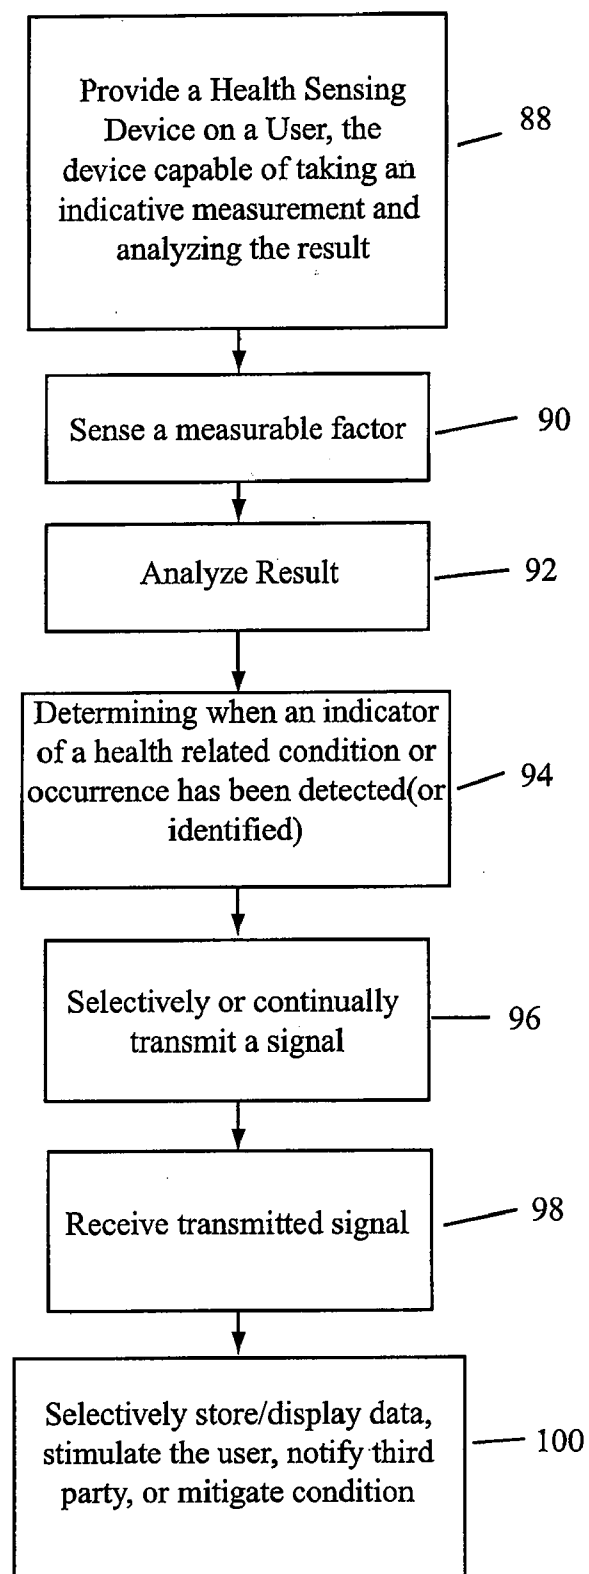 Provide a Health Sensing
Device on a User, the
device capable of taking an
indicative measurement and
analyzing the result
88
Sense a measurable factor
90
Analyze Result
92
Determining when an indicator
of a health related condition or
occurrence has been detected(or
identified)
94
Selectively or continually
transmit a signal
96
Receive transmitted signal
98
Selectively store/display data,
stimulate the user, notify third
party, or mitigate condition
100